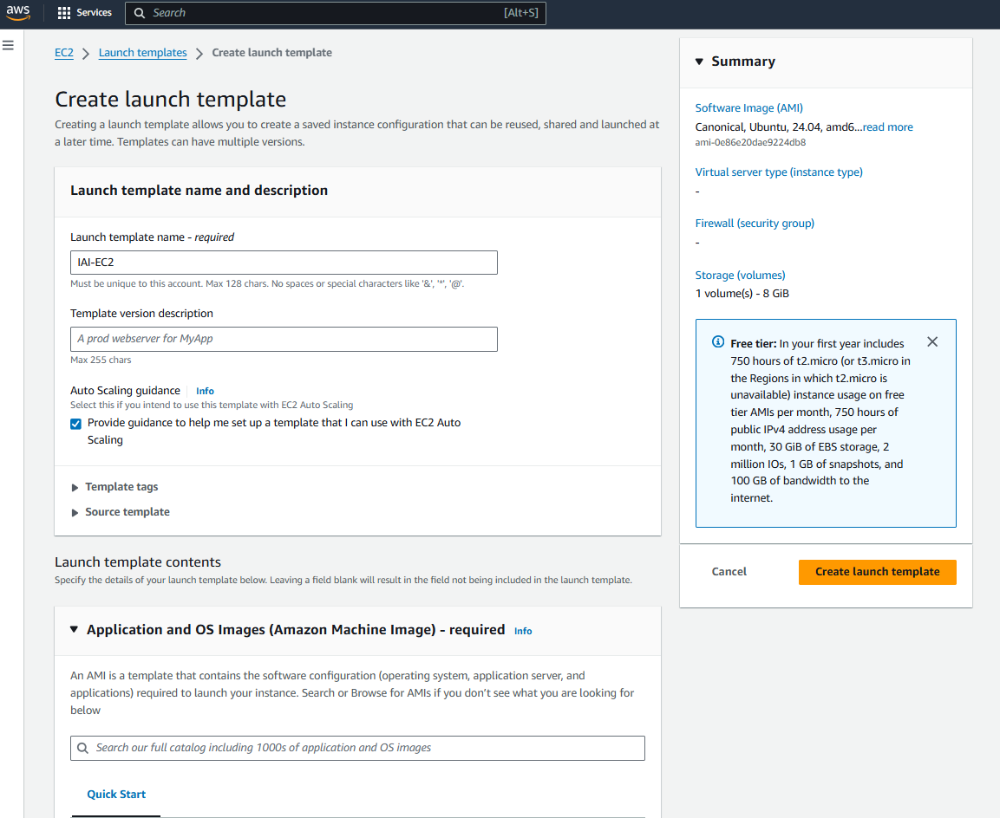 aws
Services
Search
[Alt+S]
EC2
Launch templates
Create launch template
Create launch template
Creating a launch template allows you to create a saved instance configuration that can be reused, shared and launched at
a later time. Templates can have multiple versions.
Launch template name and description
Launch template name - required
IAI-EC2
Must be unique to this account. Max 128 chars. No spaces or special characters like '&', '*', '@'.
Template version description
A prod webserver for MyApp
Max 255 chars
Auto Scaling guidance
Info
Select this if you intend to use this template with EC2 Auto Scaling
Provide guidance to help me set up a template that I can use with EC2 Auto
Scaling
Template tags
Source template
Launch template contents
Specify the details of your launch template below. Leaving a field blank will result in the field not being included in the launch template.
Application and OS Images (Amazon Machine Image) - required
Info
An AMI is a template that contains the software configuration (operating system, application server, and
applications) required to launch your instance. Search or Browse for AMIs if you don't see what you are looking for
below
Search our full catalog including 1000s of application and OS images
Quick Start
Summary
Software Image (AMI)
Canonical, Ubuntu, 24.04, amd6...read more
ami-0e86e20dae9224db8
Virtual server type (instance type)
-
Firewall (security group)
-
Storage (volumes)
1 volume(s) - 8 GiB
Free tier: In your first year includes
750 hours of t2.micro (or t3.micro in
the Regions in which t2.micro is
unavailable) instance usage on free
tier AMIs per month, 750 hours of
public IPv4 address usage per
month, 30 GiB of EBS storage, 2
million IOs, 1 GB of snapshots, and
100 GB of bandwidth to the
internet.
Cancel
Create launch template